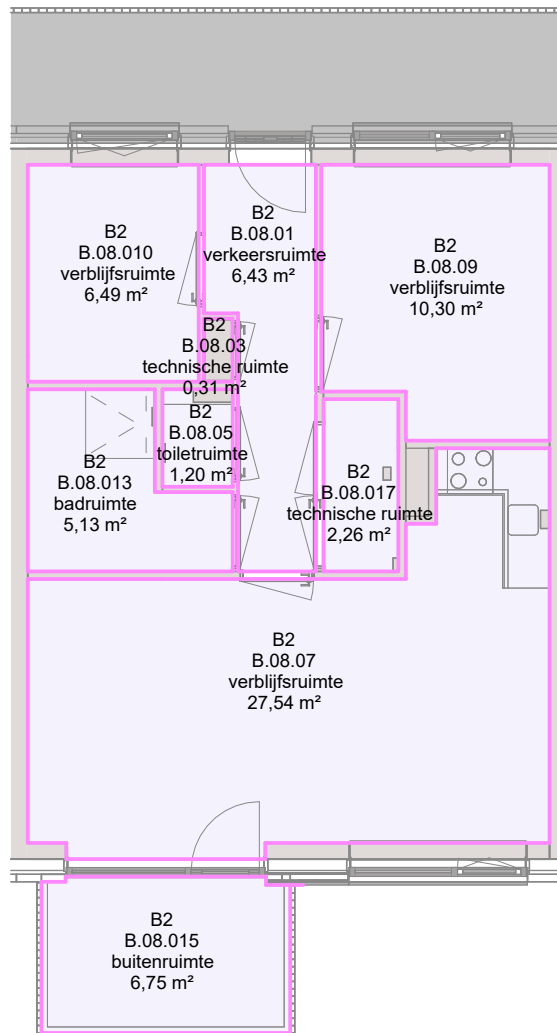 B2
B.08.010
verblijfsruimte
6,49 m²
B2
B.08.01
verkeersruimte
6,43 m²
B2
B.08.09
verblijfsruimte
10,30 m²
B2
B.08.03
technische ruimte
0,31 m²
B2
B.08.05
toiletruimte
1,20 m²
B2
B.08.013
badruimte
5,13 m²
B2
B.08.017
technische ruimte
2,26 m²
B2
B.08.07
verblijfsruimte
27,54 m²
B2
B.08.015
buitenruimte
6,75 m²